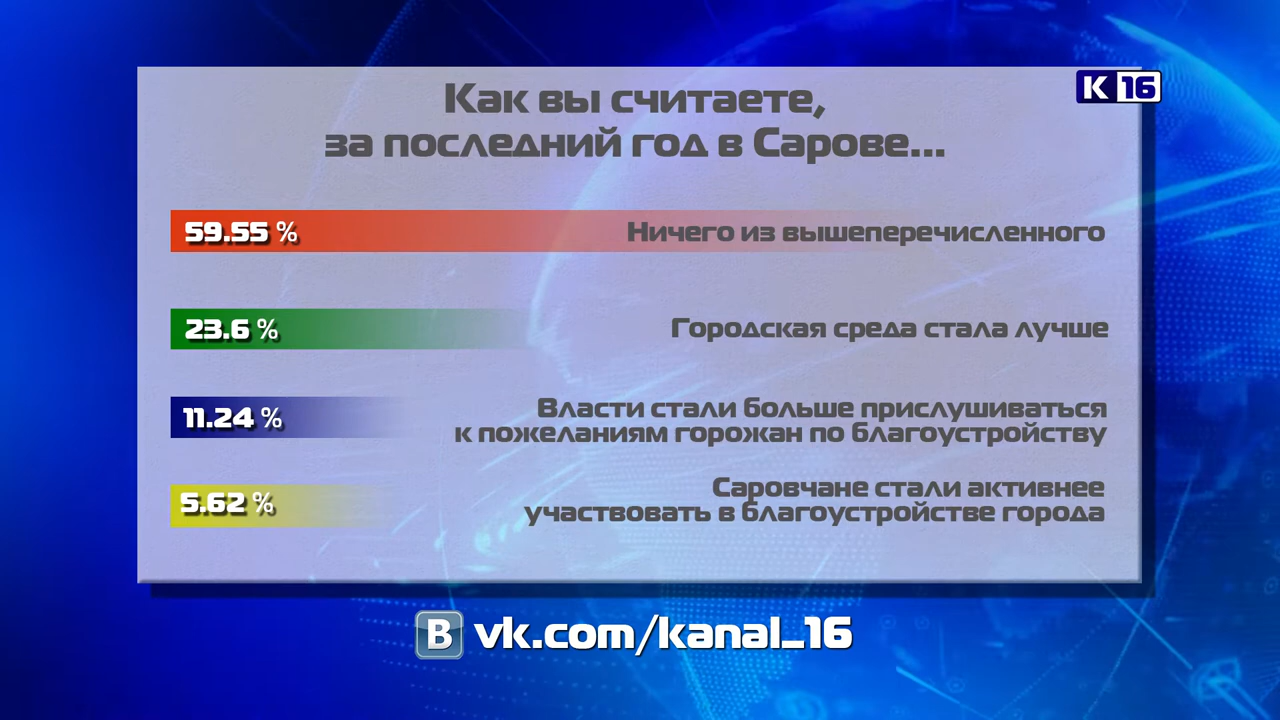 К 16
Как вы считаете,
за последний год в Сарове...
59.55 % Ничего из вышеперечисленного
23.6 % Городская среда стала лучше
11.24 % Власти стали больше прислушиваться
к пожеланиям горожан по благоустройству
5.62 % Саровчане стали активнее
участвовать в благоустройстве города
В vk.com/kanal_16